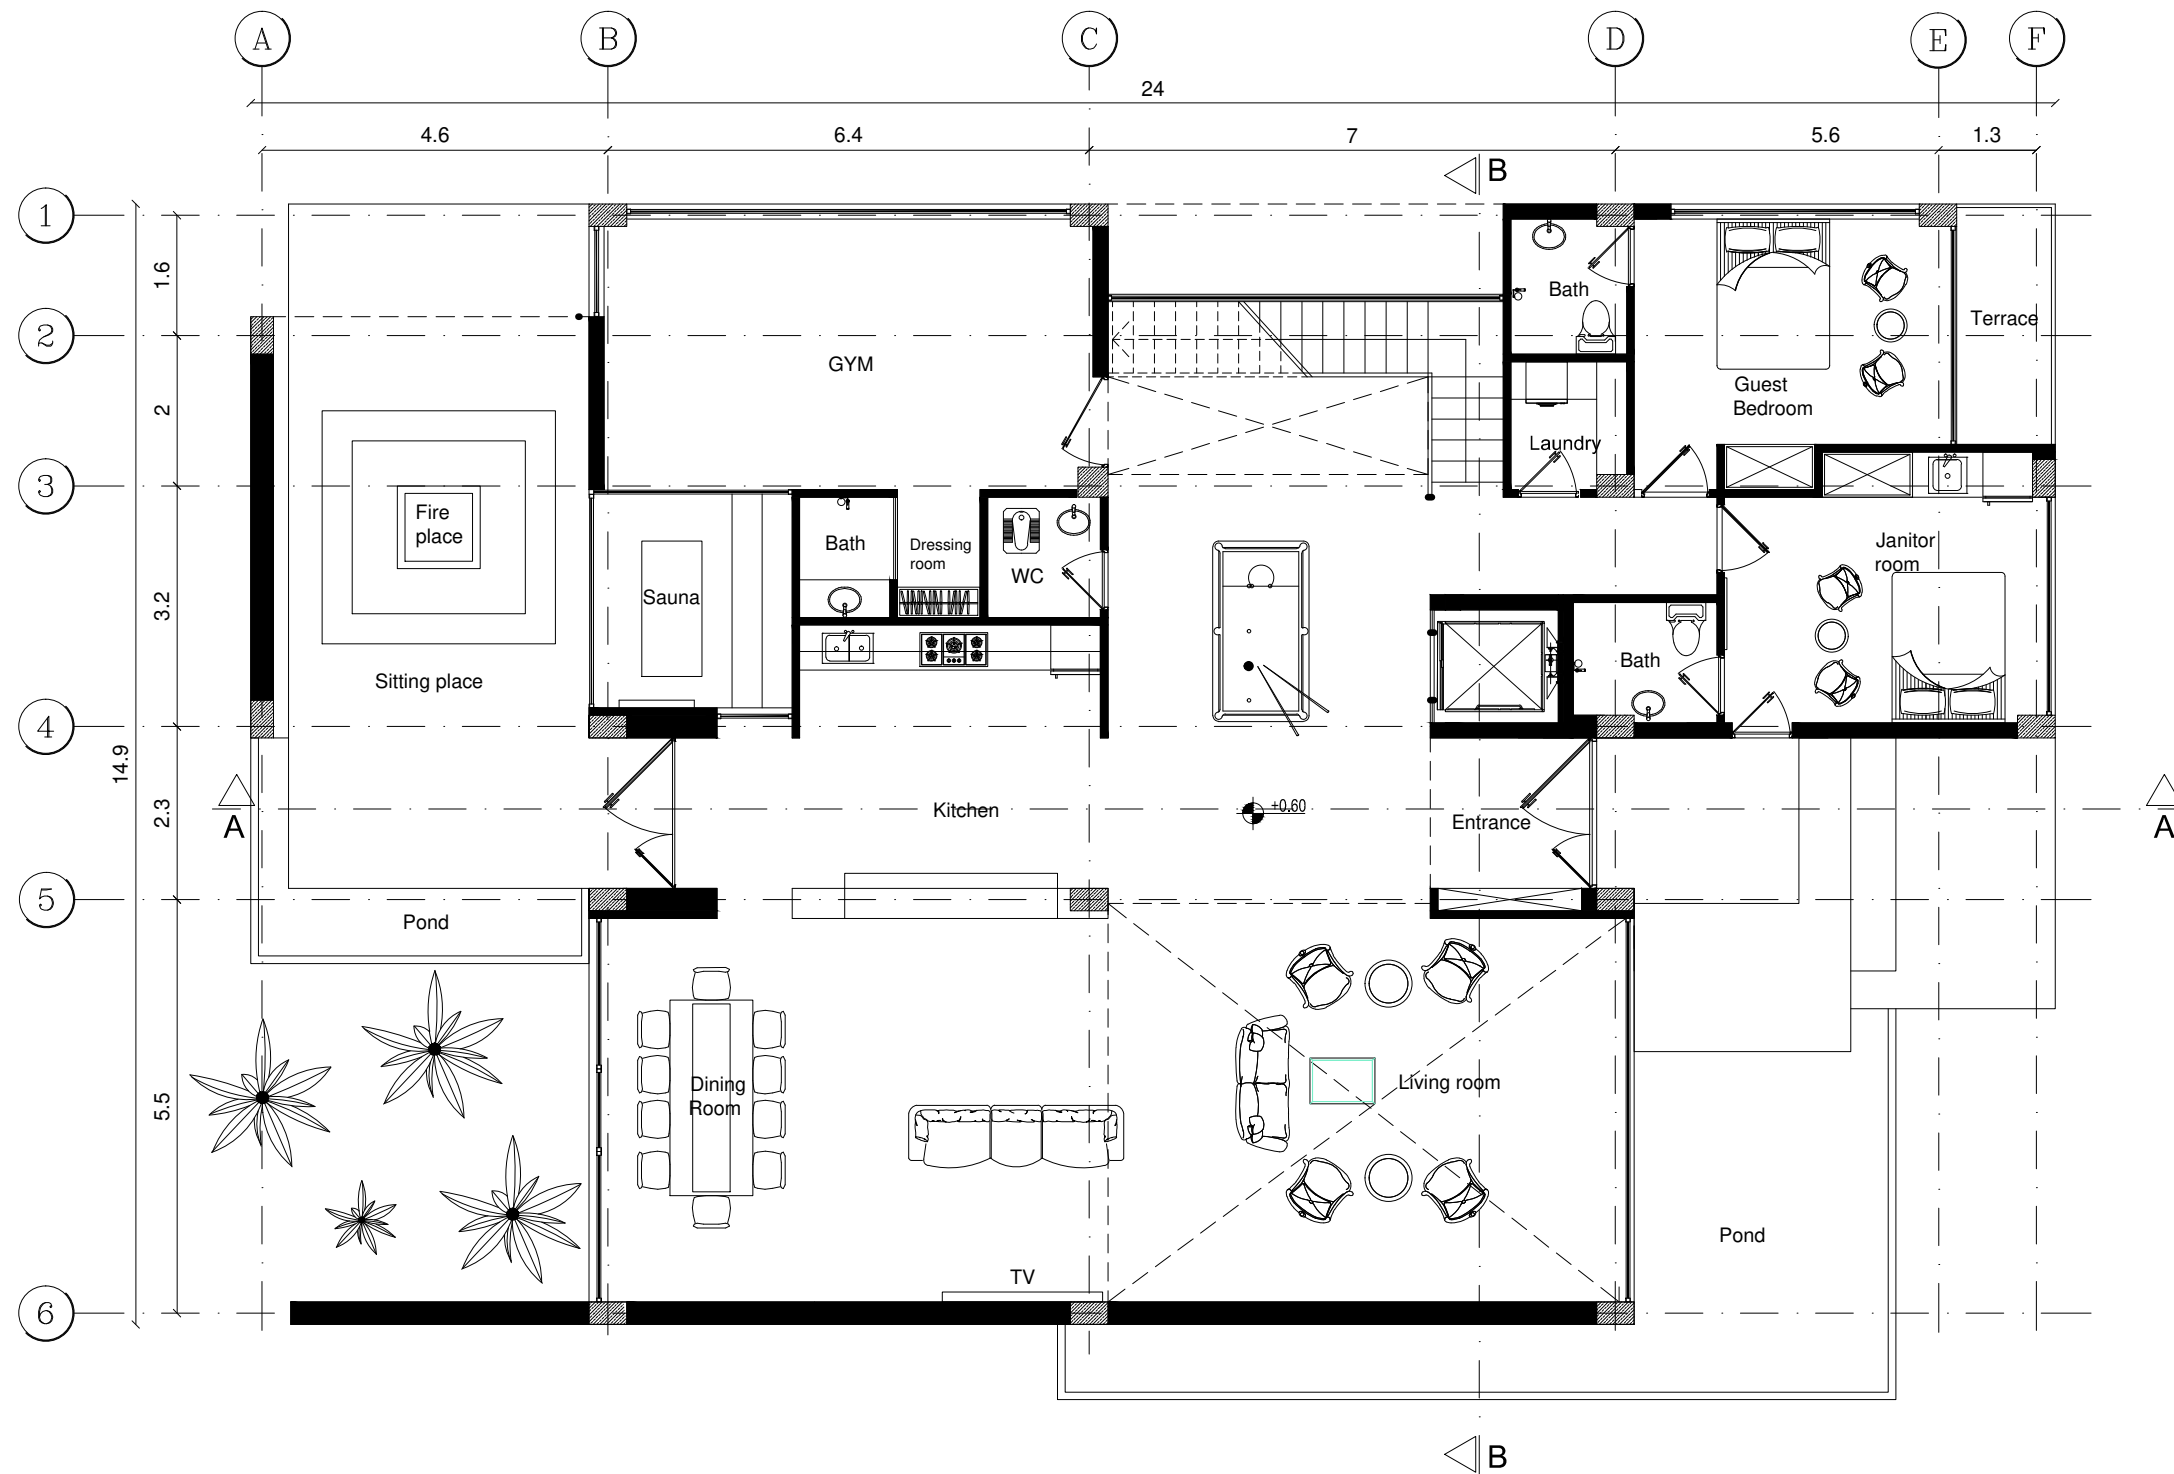 A B C D E F
24
4.6 6.4 7 5.6 1.3
B
1
1.6
2
2
3
3.2
4
14.9
2.3
5
5.5
6
GYM
Bath
Terrace
Guest
Bedroom
Laundry
Fire
place
Bath
Dressing
room
WC
Janitor
room
Sauna
Bath
Sitting place
A
Kitchen
+0.60
Entrance
A
Pond
Dining
Room
Living room
Pond
TV
B